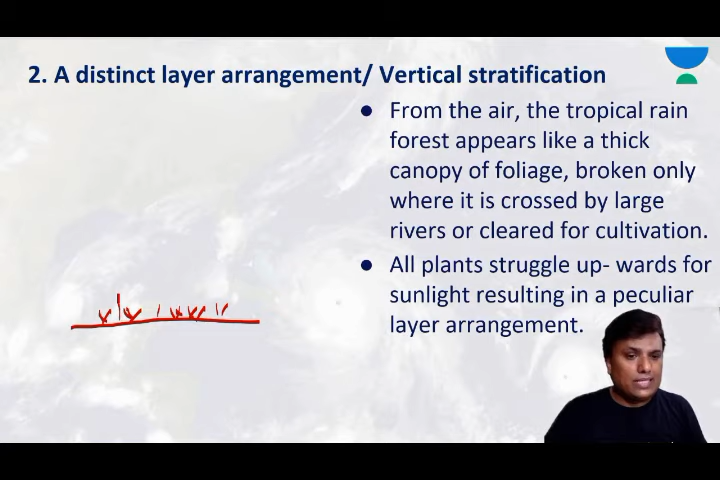 2. A distinct layer arrangement/ Vertical stratification
● From the air, the tropical rain
forest appears like a thick
canopy of foliage, broken only
where it is crossed by large
rivers or cleared for cultivation.
● All plants struggle up- wards for
sunlight resulting in a peculiar
layer arrangement.